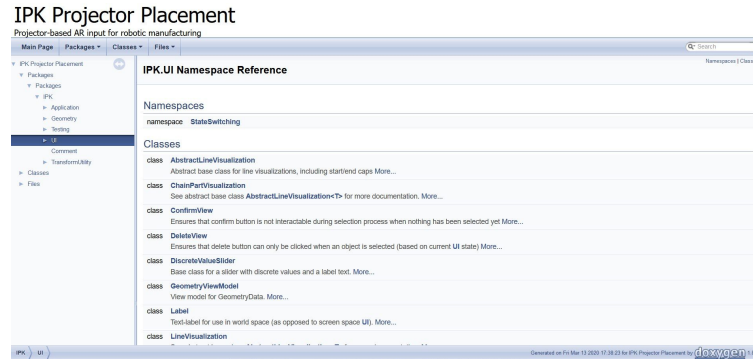 IPK Projector Placement
Projector-based AR input for robotic manufacturing
Main Page Packages Classes Files
Search
IPK Projector Placement
Packages
Packages
IPK
Application
Geometry
Testing
UI
Comment
TransformUtility
Classes
Files
Namespaces | Class
IPK.UI Namespace Reference
Namespaces
namespace StateSwitching
Classes
class AbstractLineVisualization
Abstract base class for line visualizations, including start/end caps More...
class ChainPartVisualization
See abstract base class AbstractLineVisualization<T> for more documentation. More...
class ConfirmView
Ensures that confirm button is not interactable during selection process when nothing has been selected yet More...
class DeleteView
Ensures that delete button can only be clicked when an object is selected (based on current UI state) More...
class DiscreteValueSlider
Base class for a slider with discrete values and a label text. More...
class GeometryViewModel
View model for GeometryData. More...
class Label
Text-label for use in world space (as opposed to screen space UI). More...
class LineVisualization
IPK UI
Generated on Fri Mar 13 2020 17:38:23 for IPK Projector Placement by doxygen